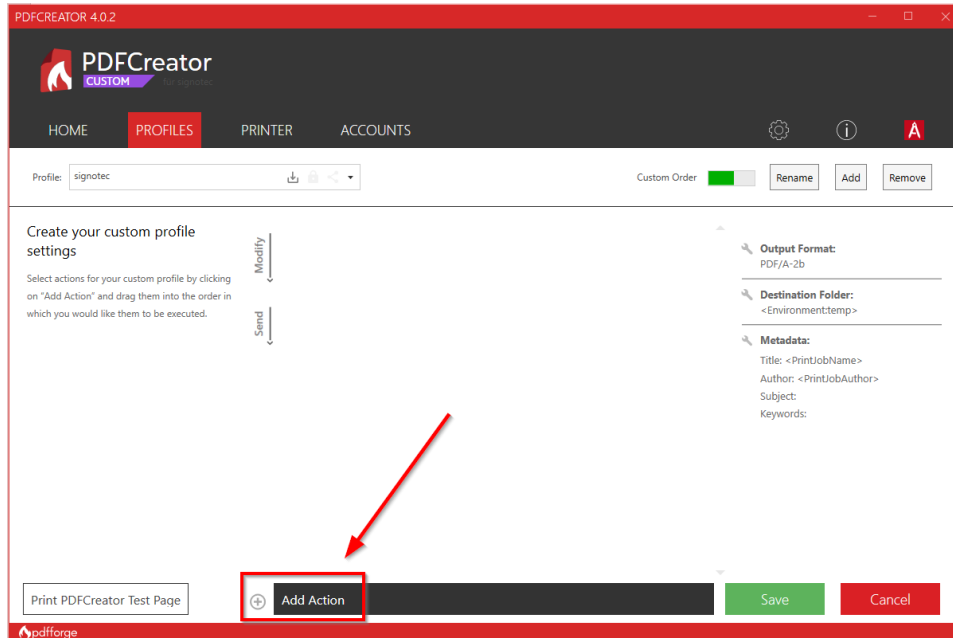 PDFCREATOR 4.0.2
PDFCreator
CUSTOM für signotec
HOME PROFILES PRINTER ACCOUNTS
Profile: signotec Custom Order Rename Add Remove
Create your custom profile
settings
Select actions for your custom profile by clicking
on "Add Action" and drag them into the order in
which you would like them to be executed.
Modify
Send
Output Format:
PDF/A-2b
Destination Folder:
<Environment:temp>
Metadata:
Title: <PrintJobName>
Author: <PrintJobAuthor>
Subject:
Keywords:
Print PDFCreator Test Page Add Action Save Cancel
pdfforge